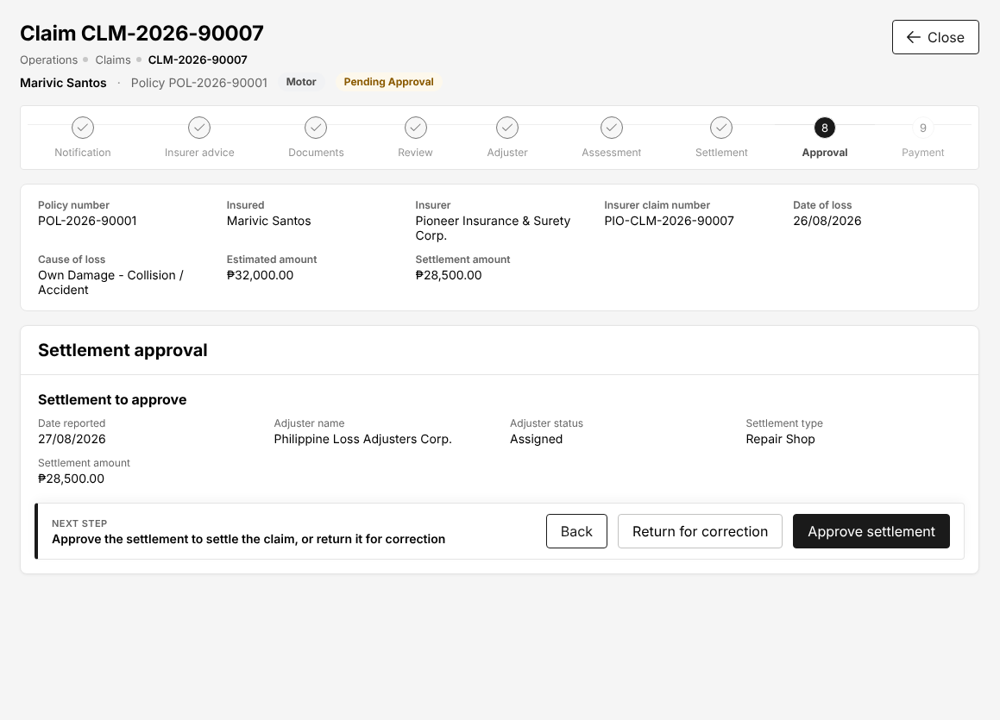 Claim CLM-2026-90007
← Close
Operations • Claims • CLM-2026-90007
Marivic Santos · Policy POL-2026-90001 Motor Pending Approval
8 9
Notification Insurer advice Documents Review Adjuster Assessment Settlement Approval Payment
Policy number Insured Insurer Insurer claim number Date of loss
POL-2026-90001 Marivic Santos Pioneer Insurance & Surety PIO-CLM-2026-90007 26/08/2026
Corp.
Cause of loss Estimated amount Settlement amount
Own Damage - Collision / ₱32,000.00 ₱28,500.00
Accident
Settlement approval
Settlement to approve
Date reported Adjuster name Adjuster status Settlement type
27/08/2026 Philippine Loss Adjusters Corp. Assigned Repair Shop
Settlement amount
₱28,500.00
NEXT STEP
Approve the settlement to settle the claim, or return it for correction
Back Return for correction Approve settlement